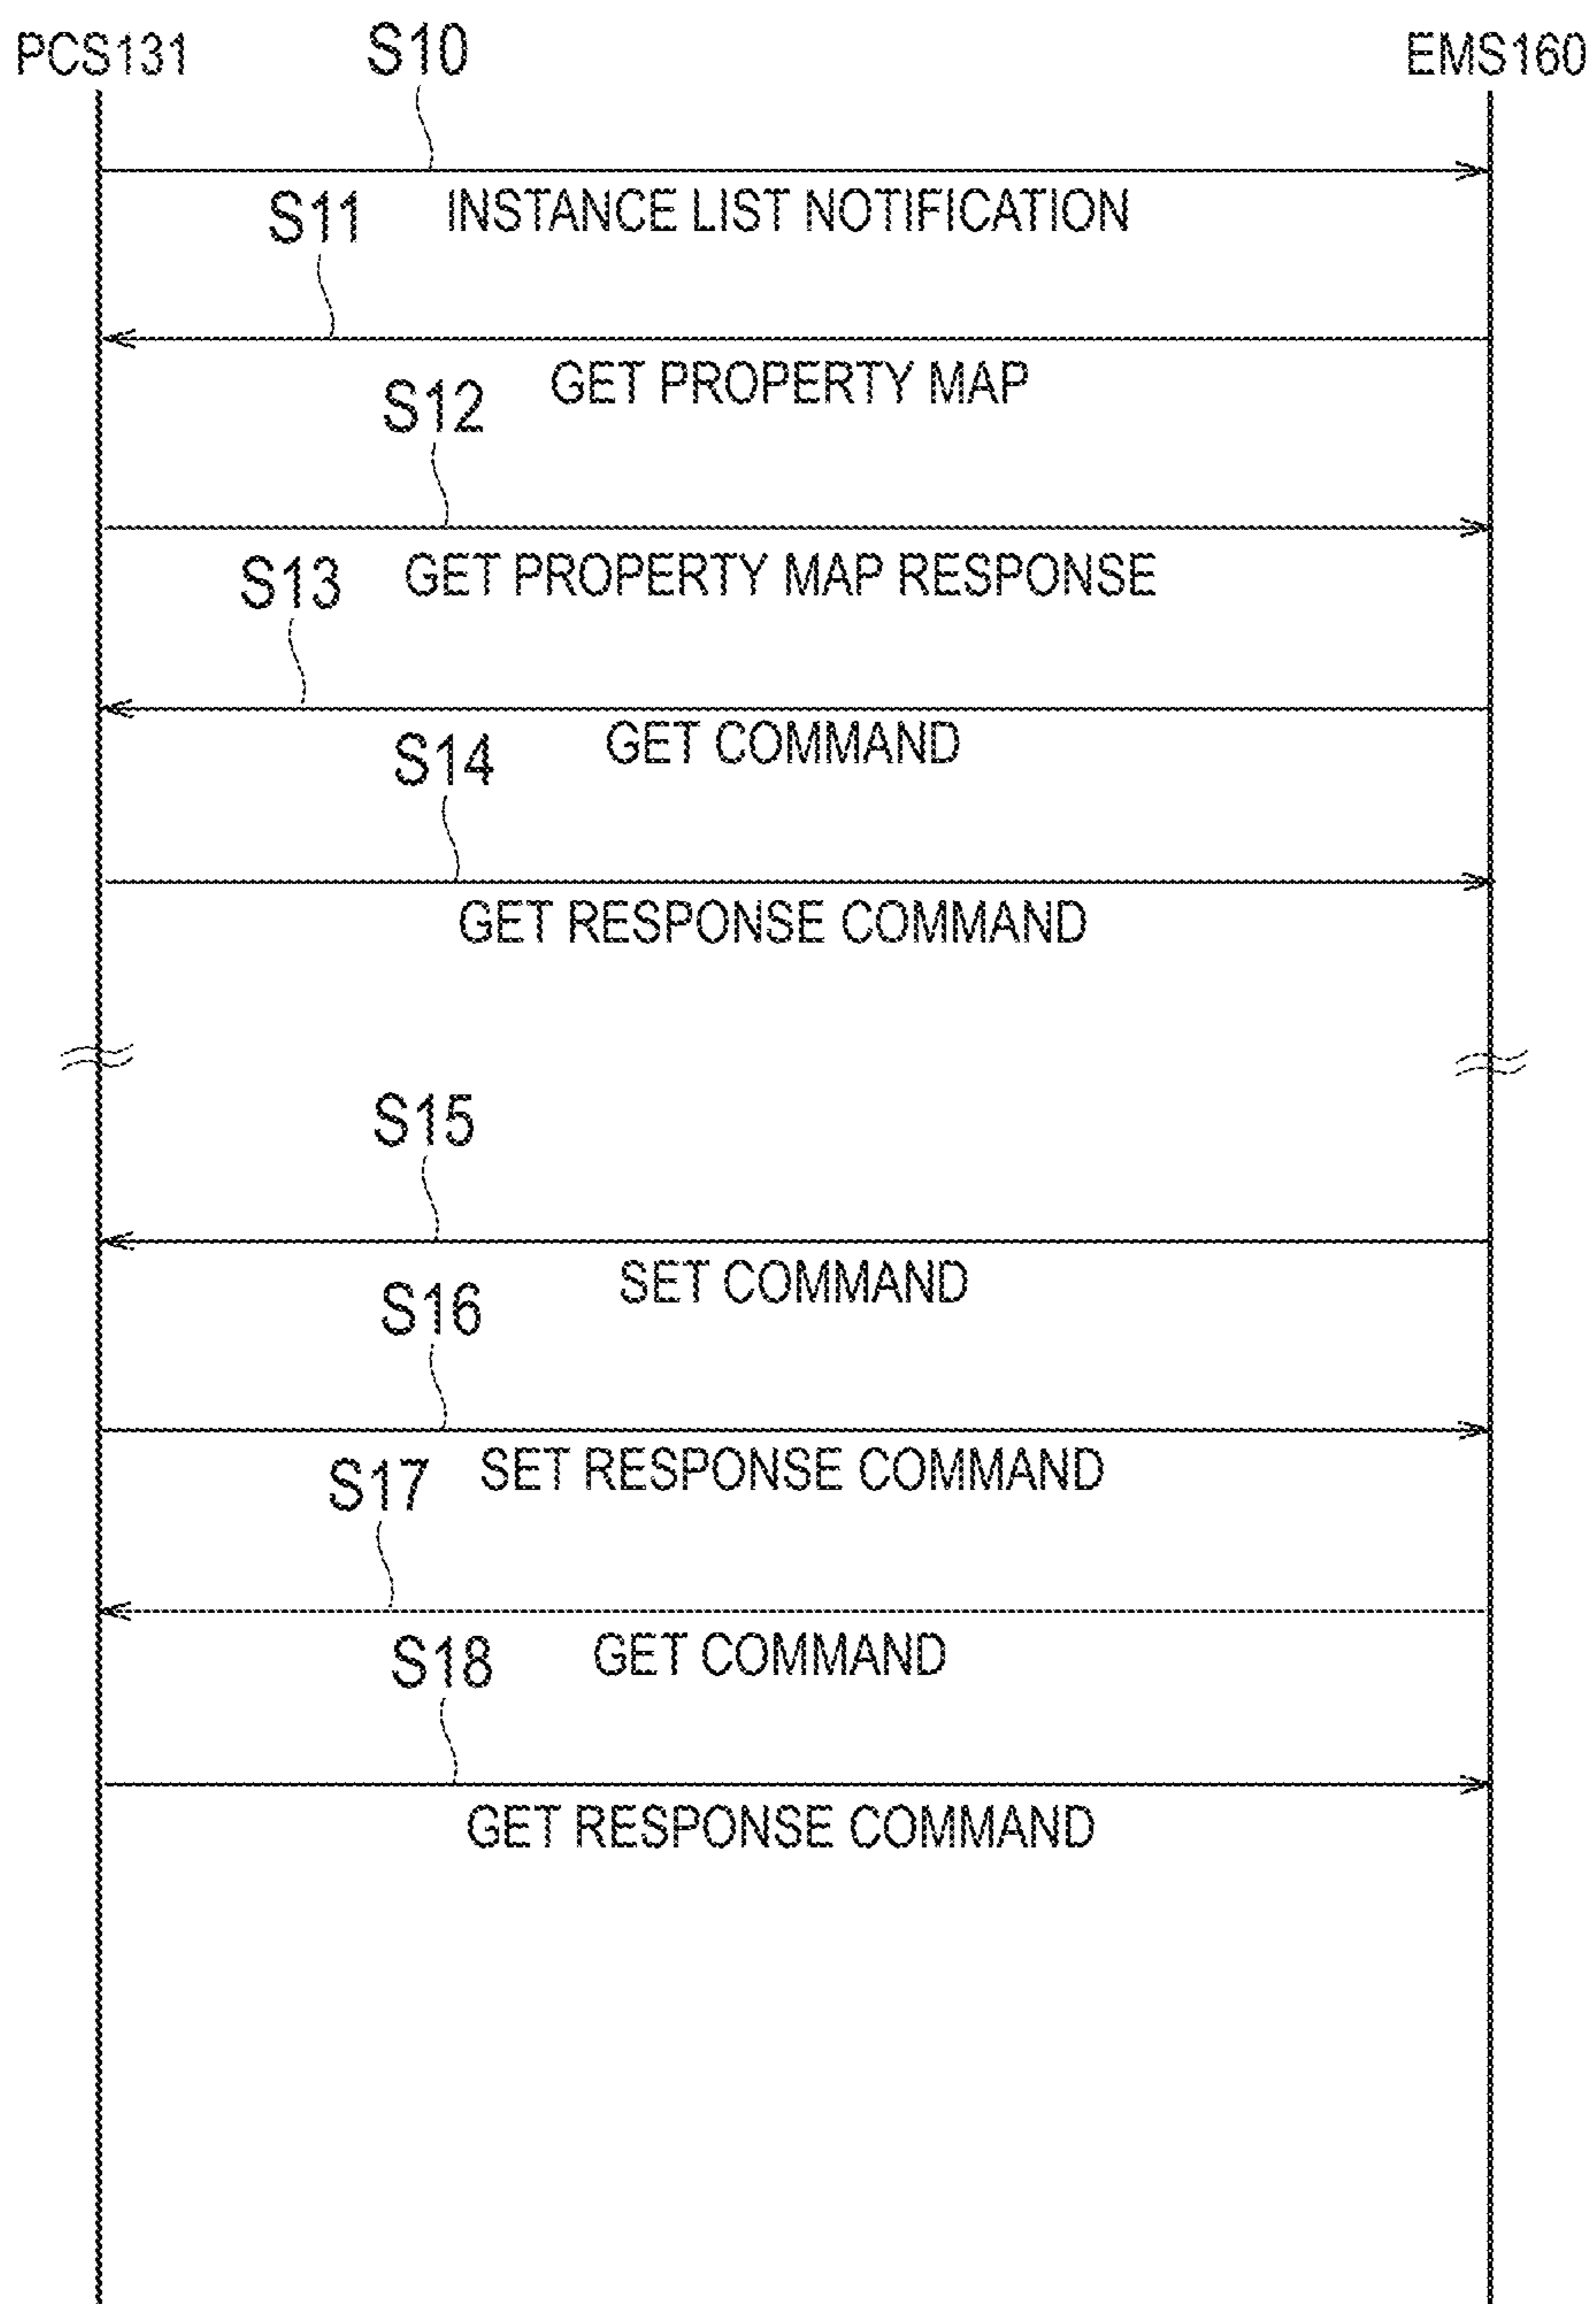 PCS131
S10
EMS160
INSTANCE LIST NOTIFICATION
S11
GET PROPERTY MAP
S12
GET PROPERTY MAP RESPONSE
S13
GET COMMAND
S14
GET RESPONSE COMMAND
S15
SET COMMAND
S16
SET RESPONSE COMMAND
S17
GET COMMAND
S18
GET RESPONSE COMMAND